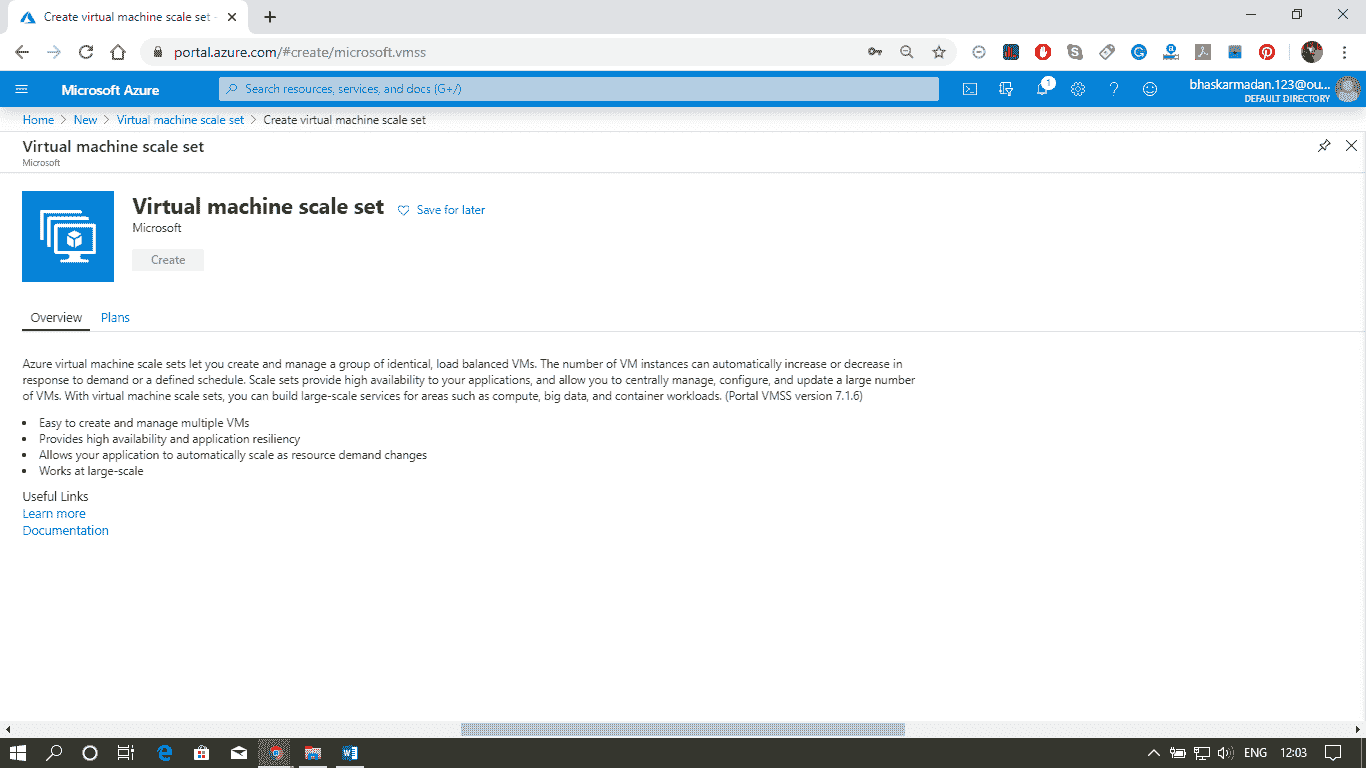 Create virtual machine scale set -
portal.azure.com/#create/microsoft.vmss
Microsoft Azure
Search resources, services, and docs (G+/)
1
bhaskarmadan.123@ou...
DEFAULT DIRECTORY
Home > New > Virtual machine scale set > Create virtual machine scale set
Virtual machine scale set
Microsoft
Virtual machine scale set
Save for later
Microsoft
Create
Overview
Plans
Azure virtual machine scale sets let you create and manage a group of identical, load balanced VMs. The number of VM instances can automatically increase or decrease in
response to demand or a defined schedule. Scale sets provide high availability to your applications, and allow you to centrally manage, configure, and update a large number
of VMs. With virtual machine scale sets, you can build large-scale services for areas such as compute, big data, and container workloads. (Portal VMSS version 7.1.6)
• Easy to create and manage multiple VMs
• Provides high availability and application resiliency
• Allows your application to automatically scale as resource demand changes
• Works at large-scale
Useful Links
Learn more
Documentation
ENG
12:03